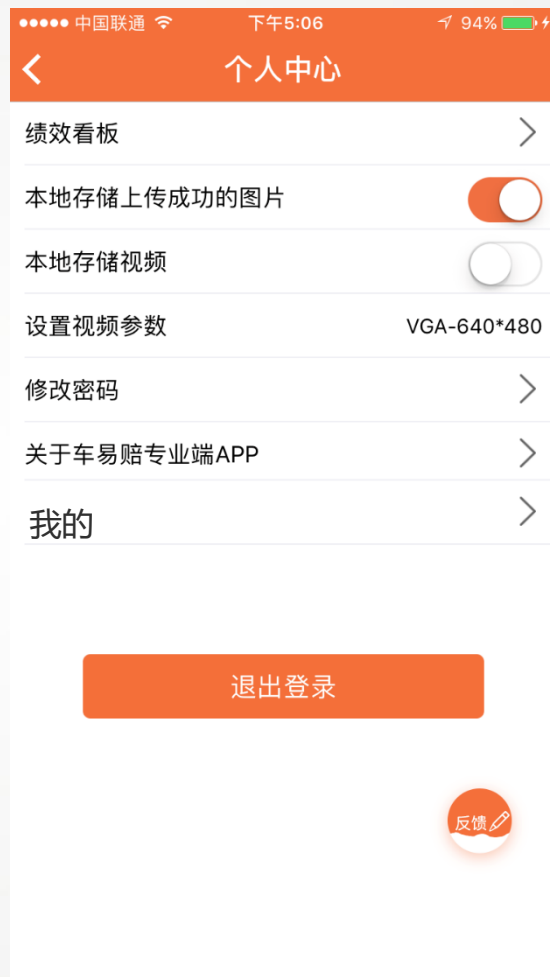 中国联通 下午5:06 94%
个人中心
绩效看板
本地存储上传成功的图片
本地存储视频
设置视频参数 VGA-640*480
修改密码
关于车易赔专业端APP
我的
退出登录
反馈